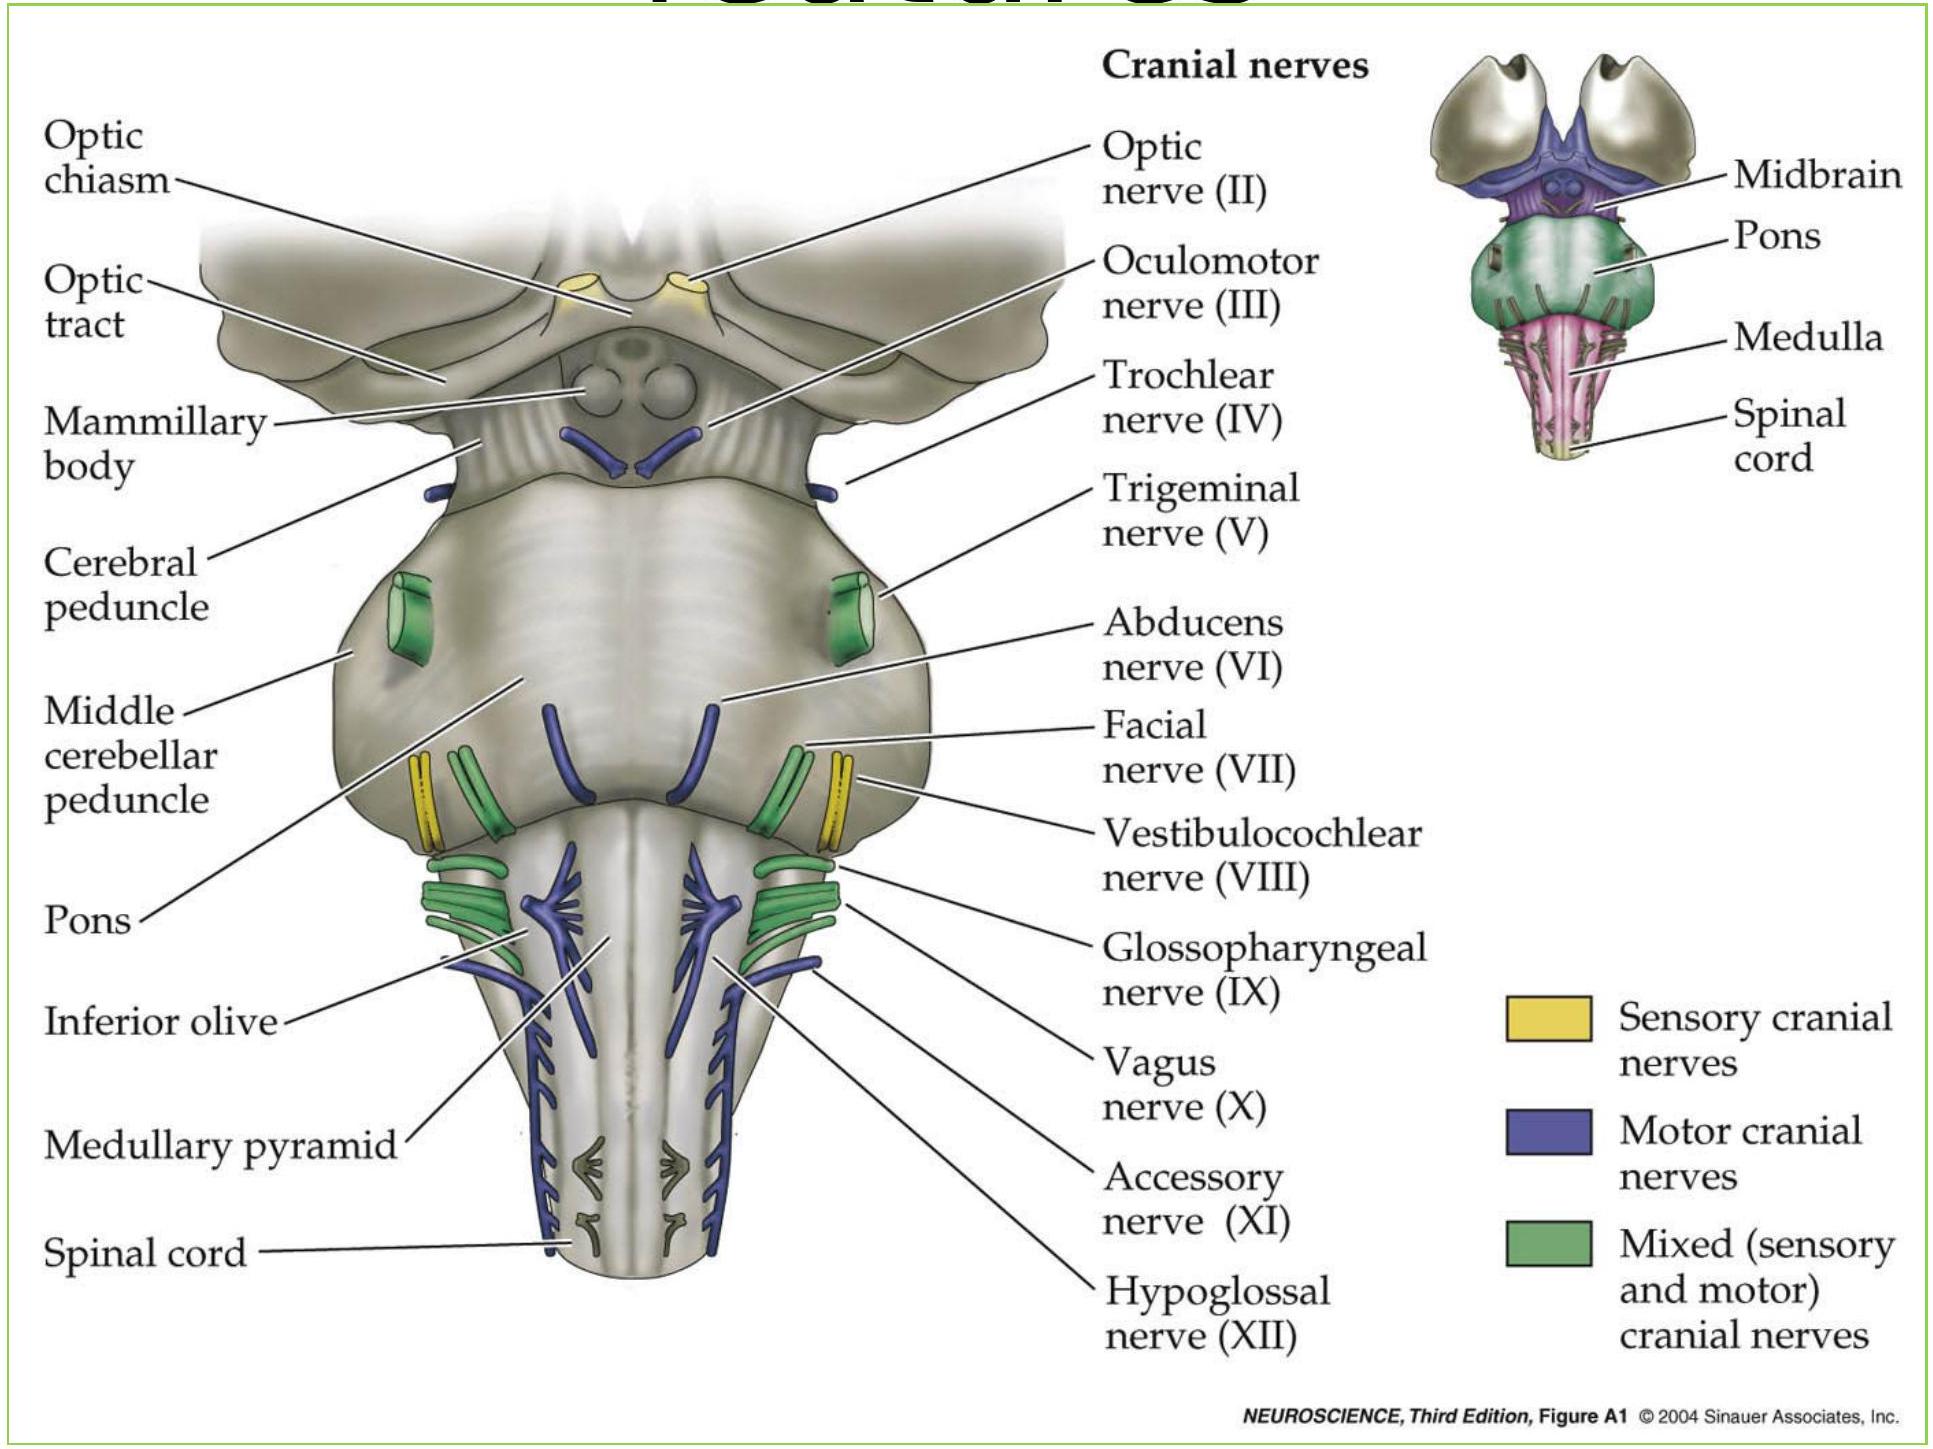 Cranial nerves
Optic
chiasm
Optic
tract
Mammillary
body
Cerebral
peduncle
Middle
cerebellar
peduncle
Pons
Inferior olive
Medullary pyramid
Spinal cord
Optic
nerve (II)
Oculomotor
nerve (III)
Trochlear
nerve (IV)
Trigeminal
nerve (V)
Abducens
nerve (VI)
Facial
nerve (VII)
Vestibulocochlear
nerve (VIII)
Glossopharyngeal
nerve (IX)
Vagus
nerve (X)
Accessory
nerve (XI)
Hypoglossal
nerve (XII)
Midbrain
Pons
Medulla
Spinal
cord
Sensory cranial
nerves
Motor cranial
nerves
Mixed (sensory
and motor)
cranial nerves
NEUROSCIENCE, Third Edition, Figure A1 © 2004 Sinauer Associates, Inc.